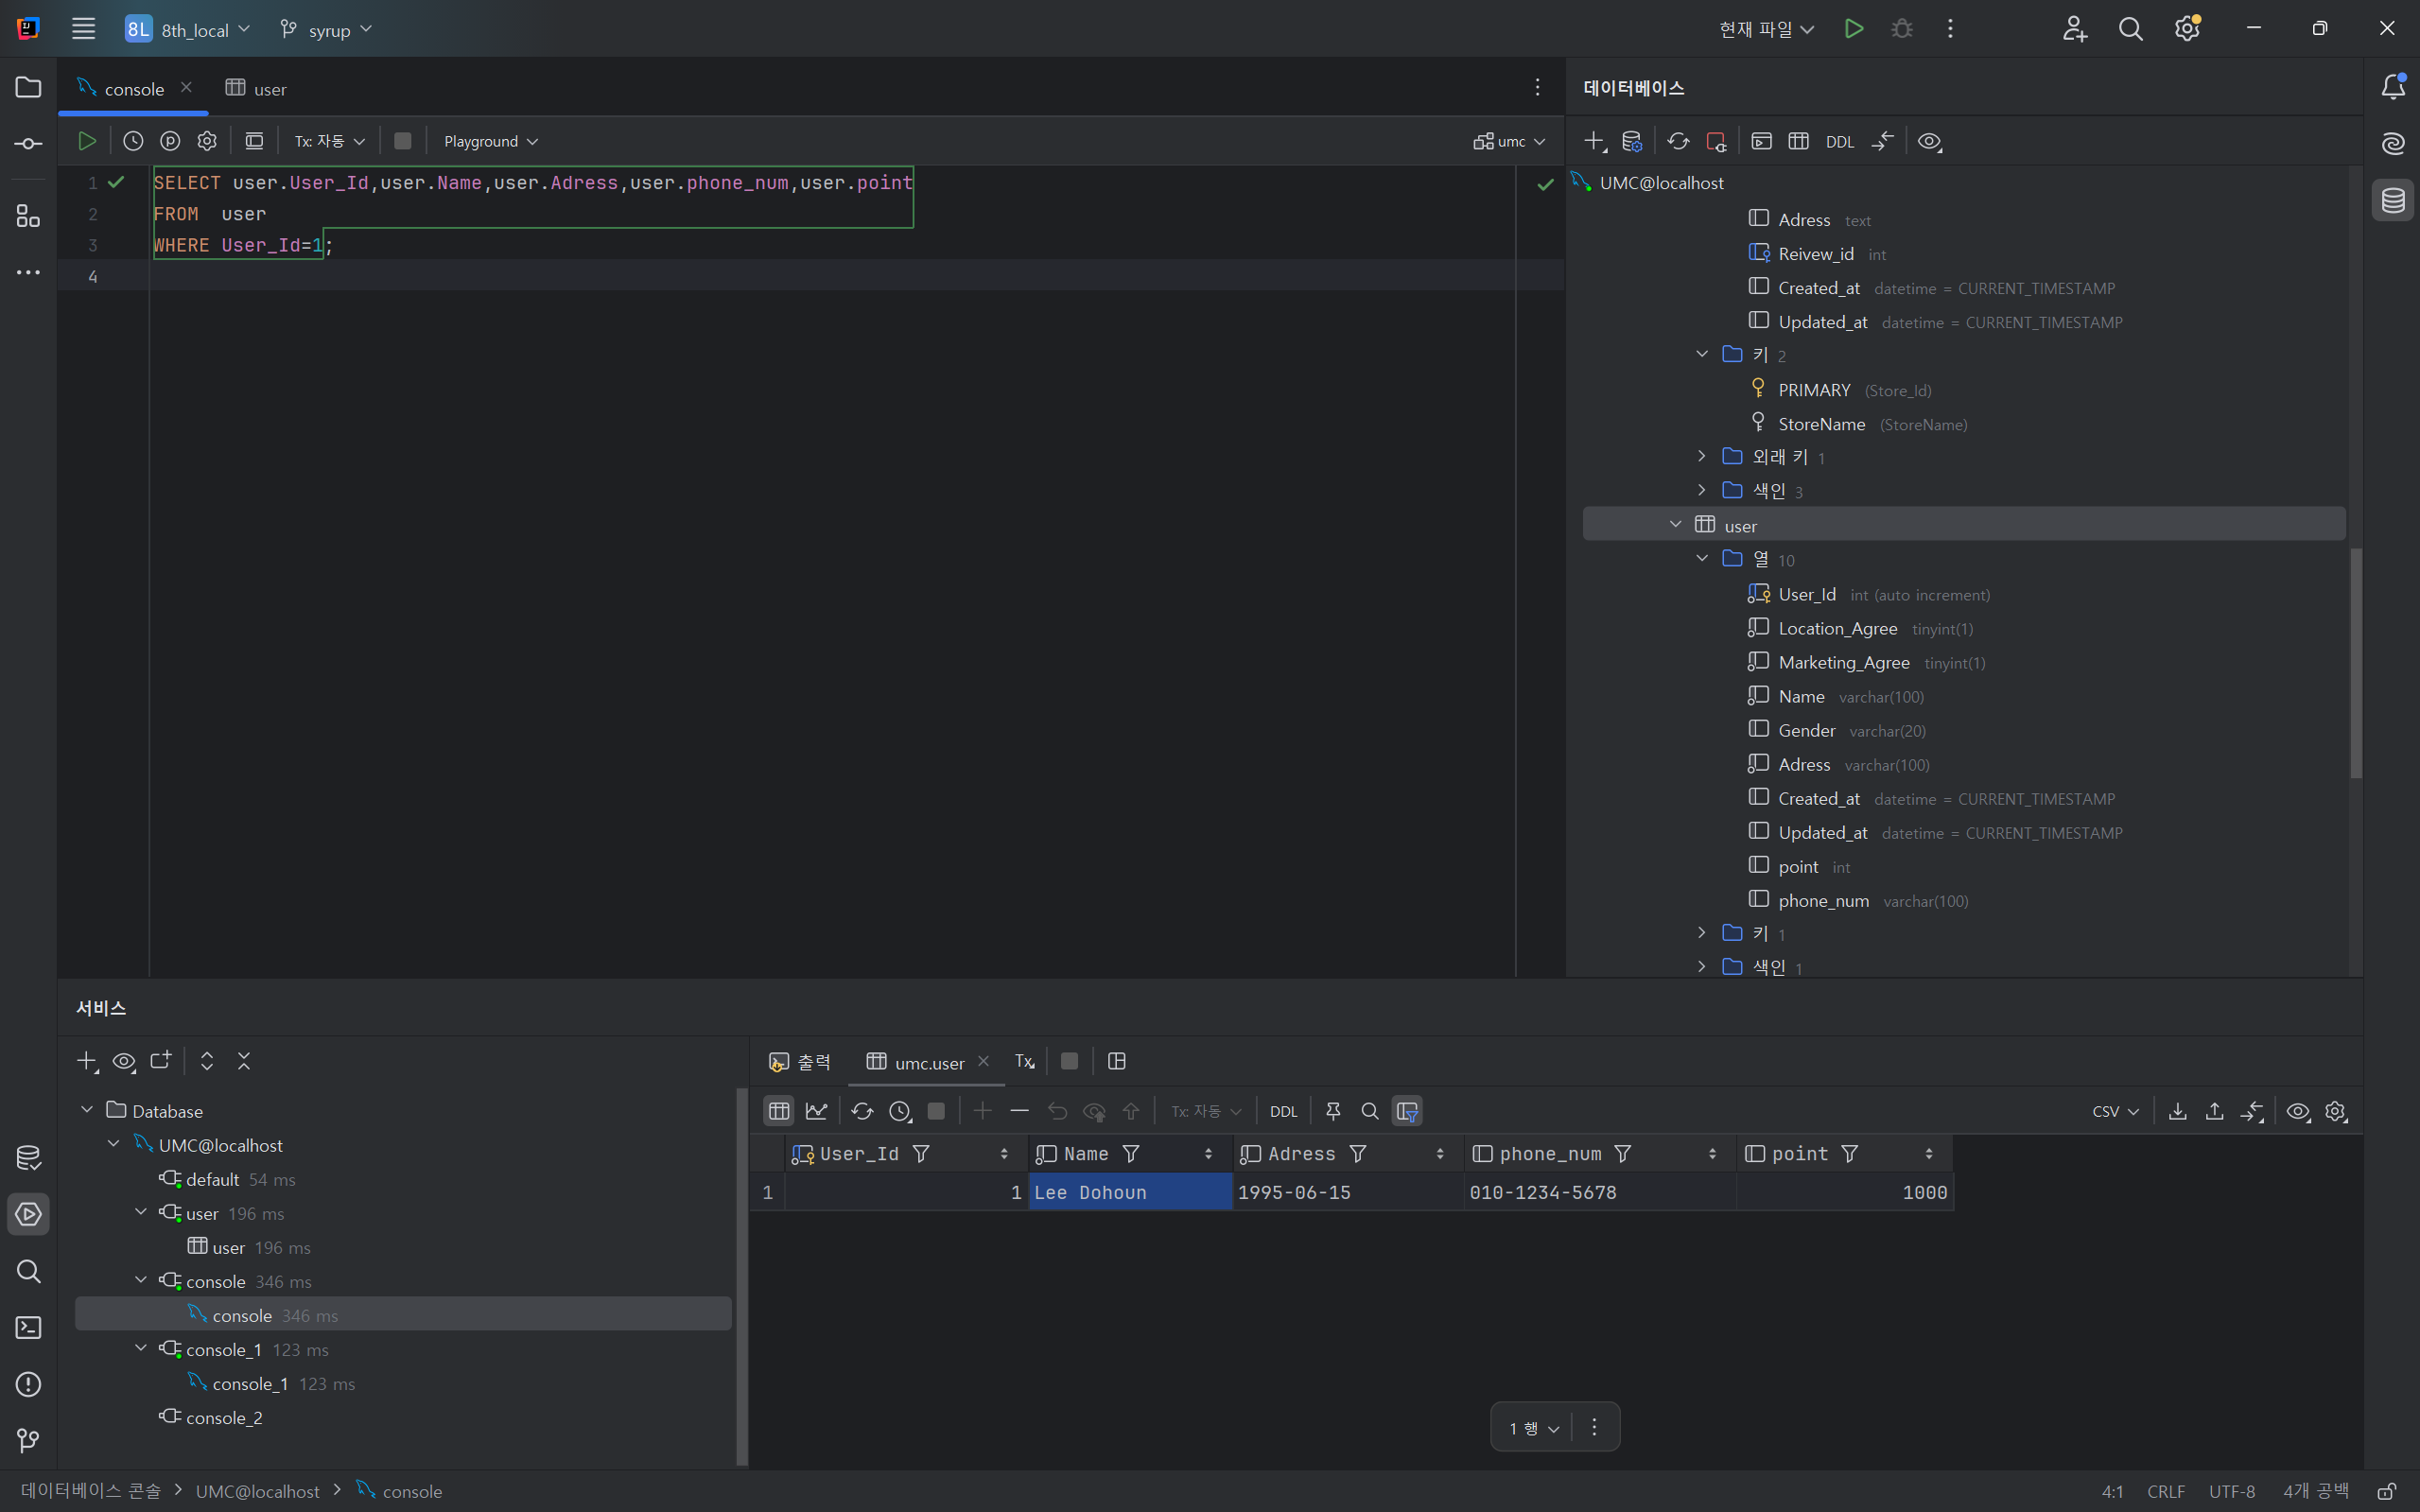 8L 8th_local syrup 현재 파일
console user
데이터베이스
Tx: 자동 Playground umc
DDL
1 SELECT user.User_Id,user.Name,user.Adress,user.phone_num,user.point
2 FROM  user
3 WHERE User_Id=1;
4
UMC@localhost
Adress text
Reivew_id int
Created_at datetime = CURRENT_TIMESTAMP
Updated_at datetime = CURRENT_TIMESTAMP
키 2
PRIMARY (Store_Id)
StoreName (StoreName)
외래 키 1
색인 3
user
열 10
User_Id int (auto increment)
Location_Agree tinyint(1)
Marketing_Agree tinyint(1)
Name varchar(100)
Gender varchar(20)
Adress varchar(100)
Created_at datetime = CURRENT_TIMESTAMP
Updated_at datetime = CURRENT_TIMESTAMP
point int
phone_num varchar(100)
키 1
색인 1
서비스
Database
UMC@localhost
default 54 ms
user 196 ms
user 196 ms
console 346 ms
console 346 ms
console_1 123 ms
console_1 123 ms
console_2
출력 umc.user Tx
Tx: 자동 DDL CSV
User_Id Name Adress phone_num point
1 1 Lee Dohoun 1995-06-15 010-1234-5678 1000
1 행
데이터베이스 콘솔 > UMC@localhost > console 4:1 CRLF UTF-8 4개 공백